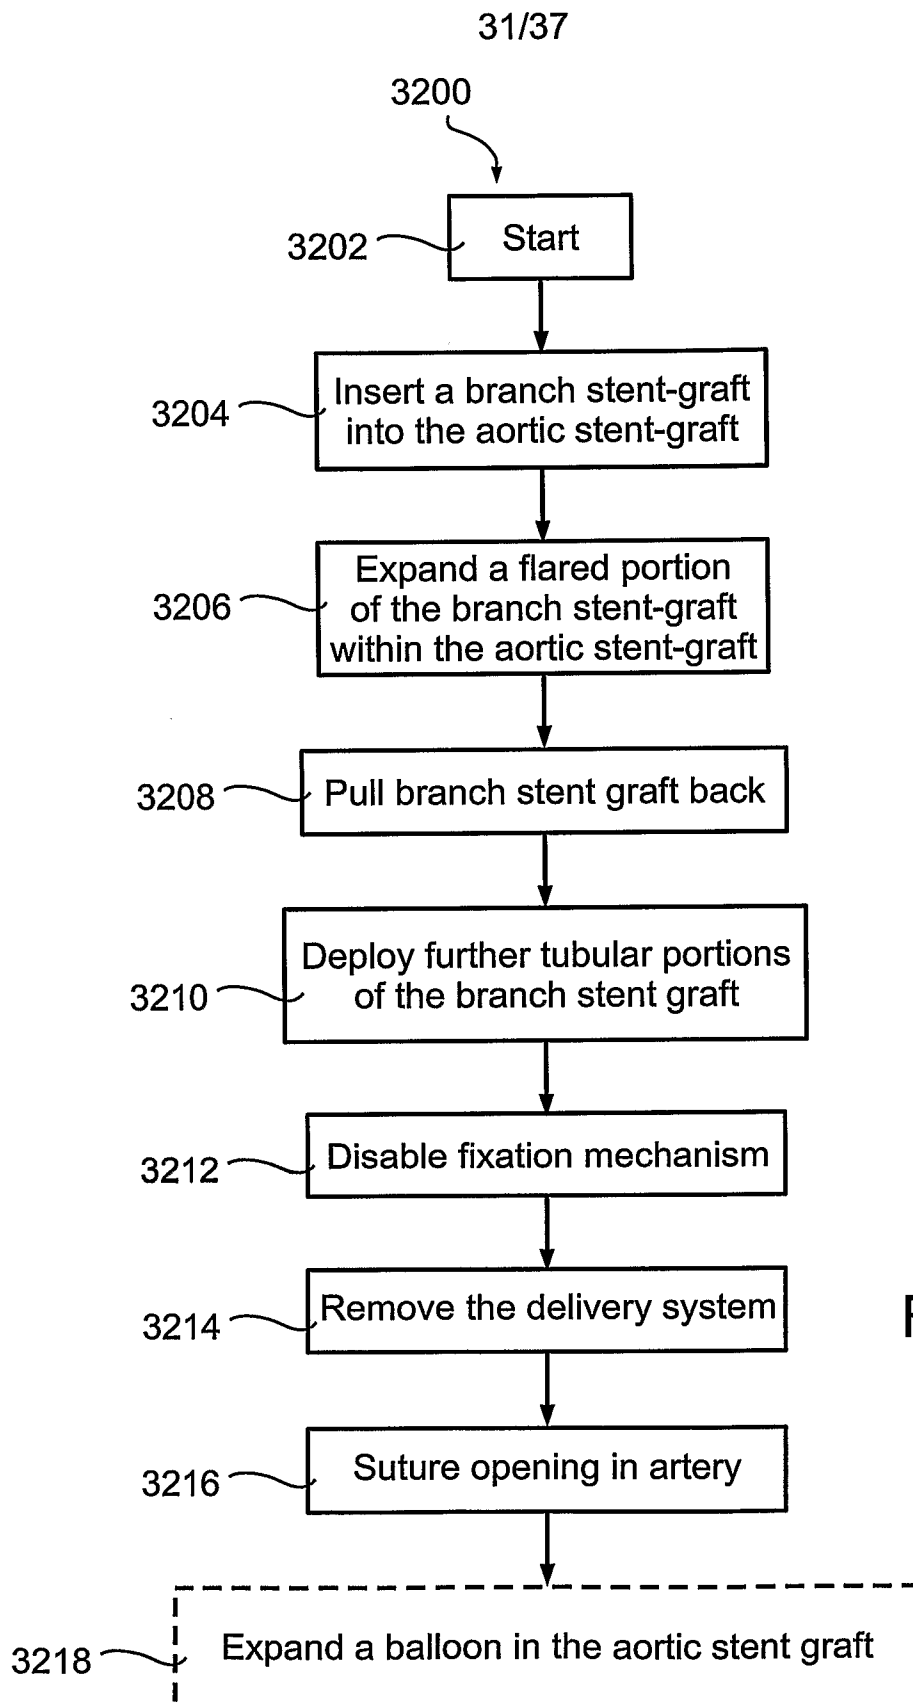 31/37
3200
3202
Start
3204
Insert a branch stent-graft
into the aortic stent-graft
3206
Expand a flared portion
of the branch stent-graft
within the aortic stent-graft
3208
Pull branch stent graft back
3210
Deploy further tubular portions
of the branch stent graft
3212
Disable fixation mechanism
3214
Remove the delivery system
3216
Suture opening in artery
3218
Expand a balloon in the aortic stent graft